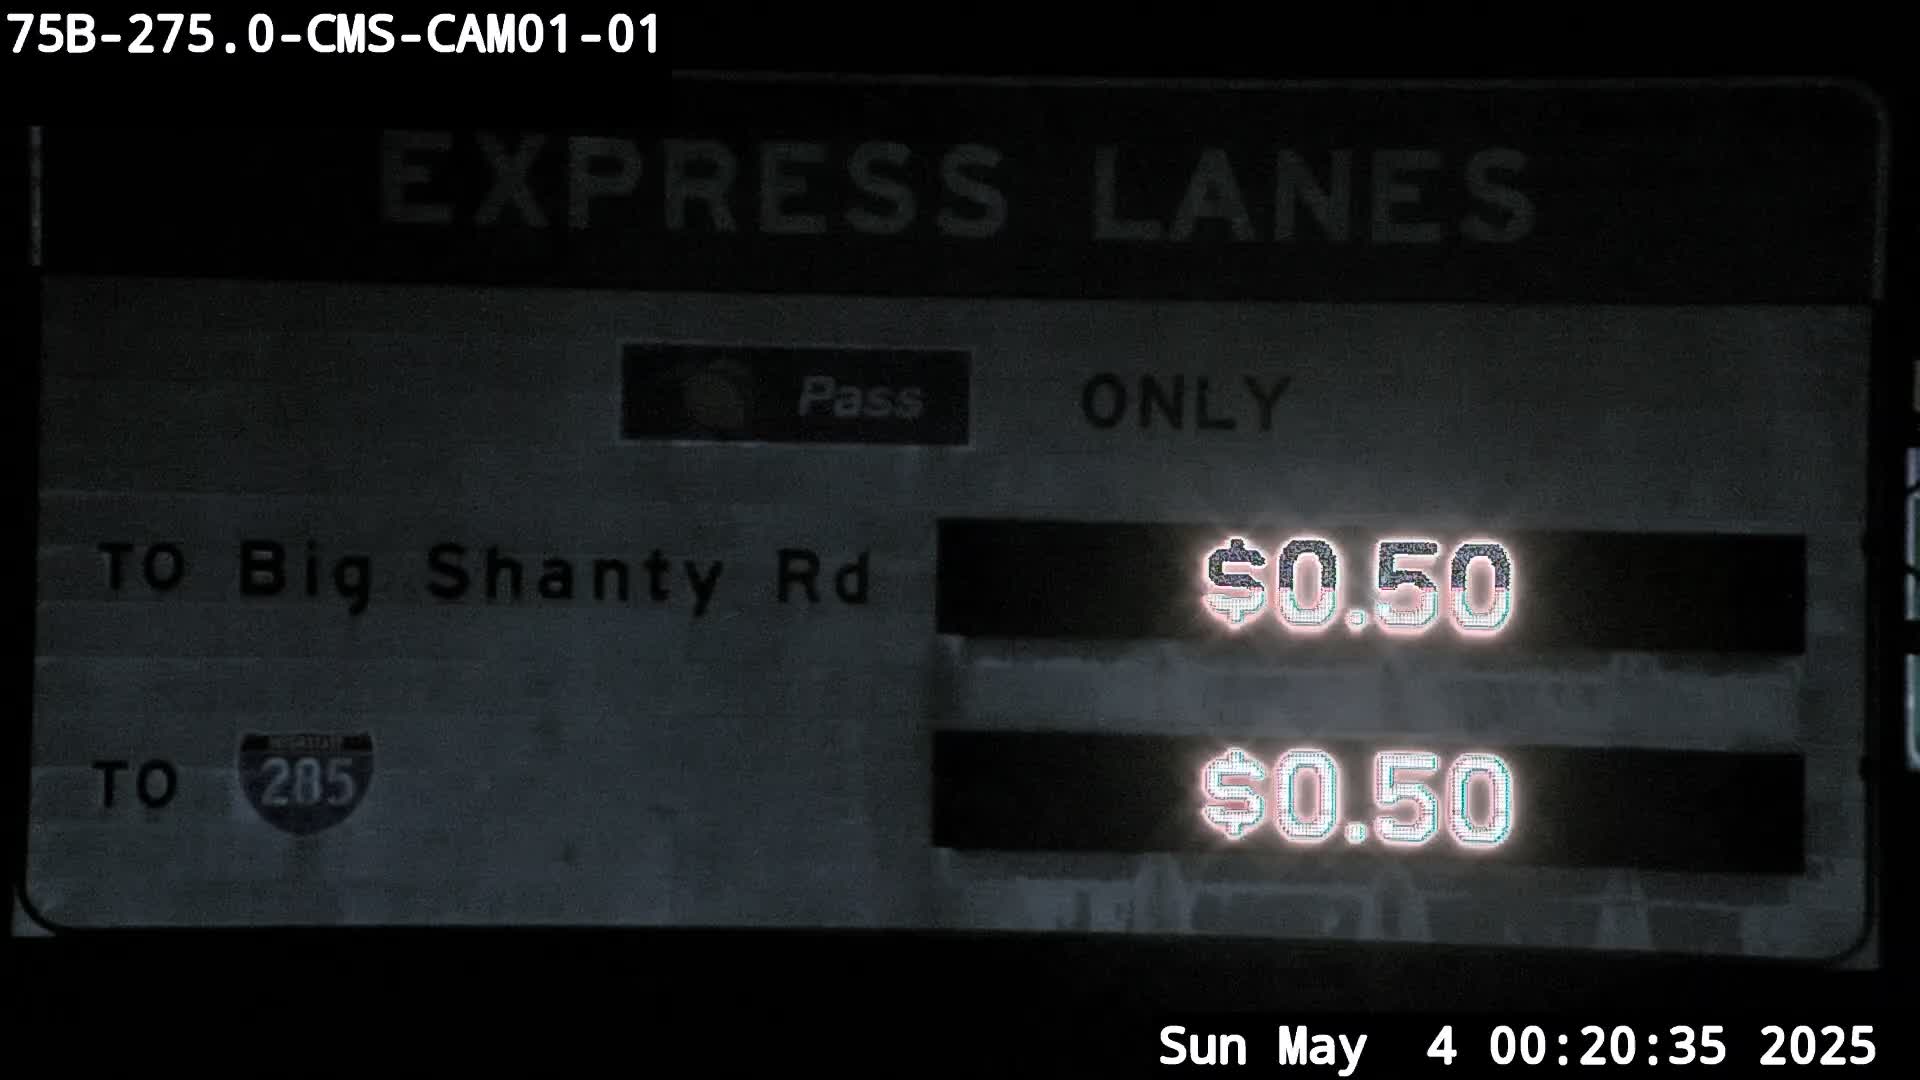 75B-275.0-CMS-CAM01-01
EXPRESS LANES
Pass ONLY
TO Big Shanty Rd $0.50
TO INTERSTATE 285 $0.50
Sun May 4 00:20:35 2025